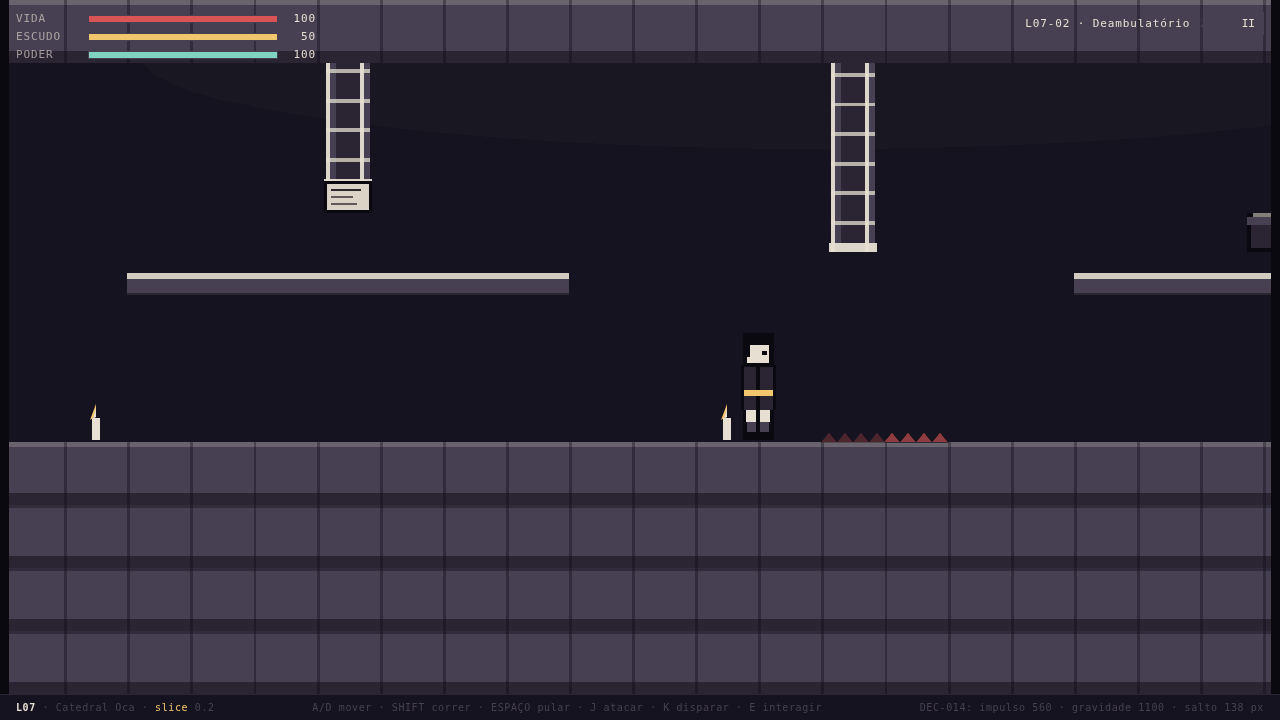 VIDA 100
ESCUDO 50
PODER 100
L07-02 · Deambulatório II
L07 · Catedral Oca · slice 0.2
A/D mover · SHIFT correr · ESPAÇO pular · J atacar · K disparar · E interagir
DEC-014: impulso 560 · gravidade 1100 · salto 138 px